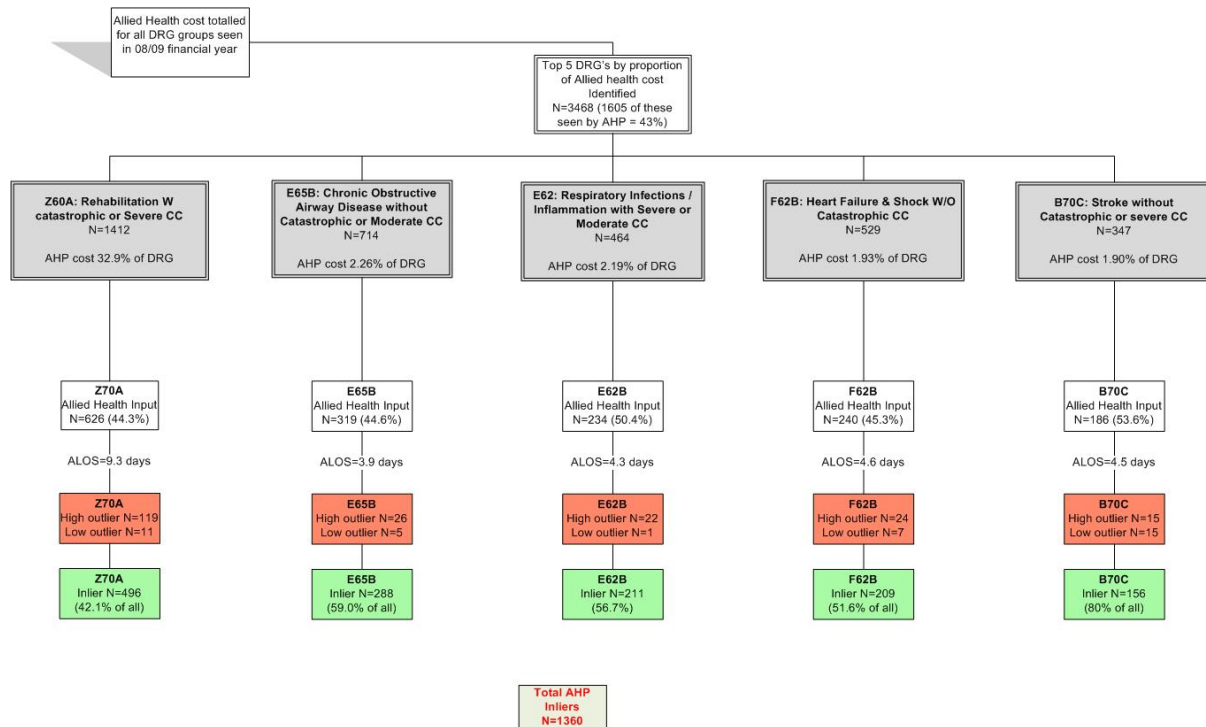 Allied Health cost totalled
for all DRG groups seen
in 08/09 financial year
Top 5 DRG's by proportion
of Allied health cost
Identified
N=3468 (1605 of these
seen by AHP = 43%)
Z60A: Rehabilitation W
catastrophic or Severe CC
N=1412
AHP cost 32.9% of DRG
E65B: Chronic Obstructive
Airway Disease without
Catastrophic or Moderate CC
N=714
AHP cost 2.26% of DRG
E62: Respiratory Infections /
Inflammation with Severe or
Moderate CC
N=464
AHP cost 2.19% of DRG
F62B: Heart Failure & Shock W/O
Catastrophic CC
N=529
AHP cost 1.93% of DRG
B70C: Stroke without
Catastrophic or severe CC
N=347
AHP cost 1.90% of DRG
Z70A
Allied Health Input
N=626 (44.3%)
E65B
Allied Health Input
N=319 (44.6%)
E62B
Allied Health Input
N=234 (50.4%)
F62B
Allied Health Input
N=240 (45.3%)
B70C
Allied Health Input
N=186 (53.6%)
ALOS=9.3 days
ALOS=3.9 days
ALOS=4.3 days
ALOS=4.6 days
ALOS=4.5 days
Z70A
High outlier N=119
Low outlier N=11
E65B
High outlier N=26
Low outlier N=5
E62B
High outlier N=22
Low outlier N=1
F62B
High outlier N=24
Low outlier N=7
B70C
High outlier N=15
Low outlier N=15
Z70A
Inlier N=496
(42.1% of all)
E65B
Inlier N=288
(59.0% of all)
E62B
Inlier N=211
(56.7%)
F62B
Inlier N=209
(51.6% of all)
B70C
Inlier N=156
(80% of all)
Total AHP
Inliers
N=1360